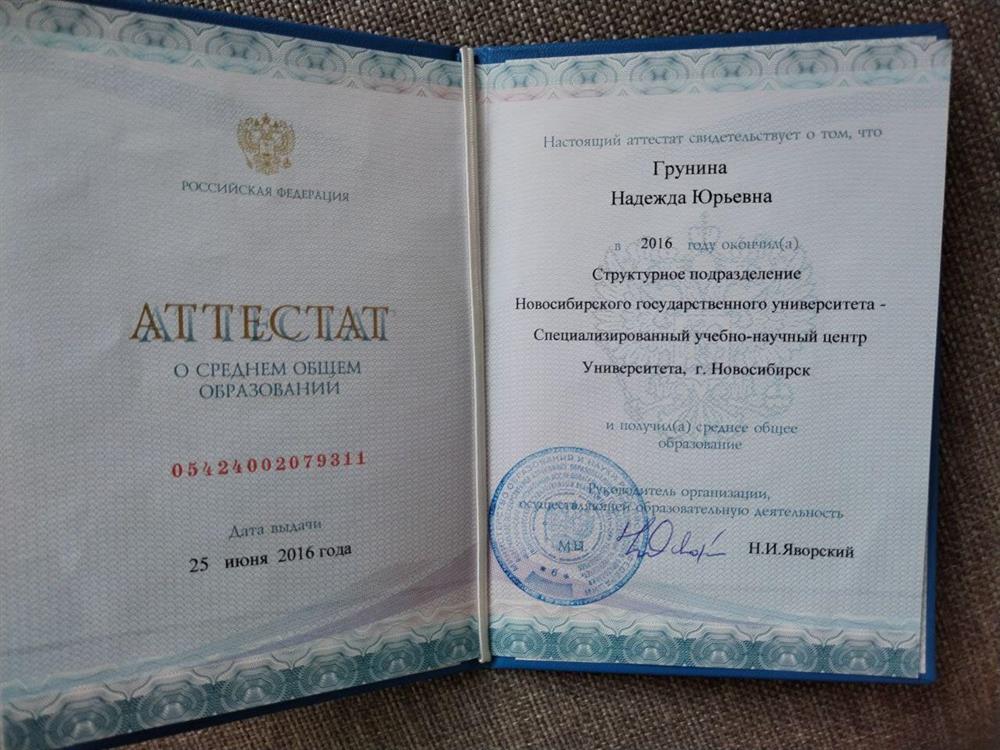 РОССИЙСКАЯ ФЕДЕРАЦИЯ
АТТЕСТАТ
О СРЕДНЕМ ОБЩЕМ
ОБРАЗОВАНИИ
05424002079311
Дата выдачи
25 июня 2016 года
Настоящий аттестат свидетельствует о том, что
Грунина
Надежда Юрьевна
в 2016 году окончил(а)
Структурное подразделение
Новосибирского государственного университета -
Специализированный учебно-научный центр
Университета, г. Новосибирск
и получил(а) среднее общее
образование
Руководитель организации,
осуществляющей образовательную деятельность
М.П.
Н.И.Яворский
* 6 *